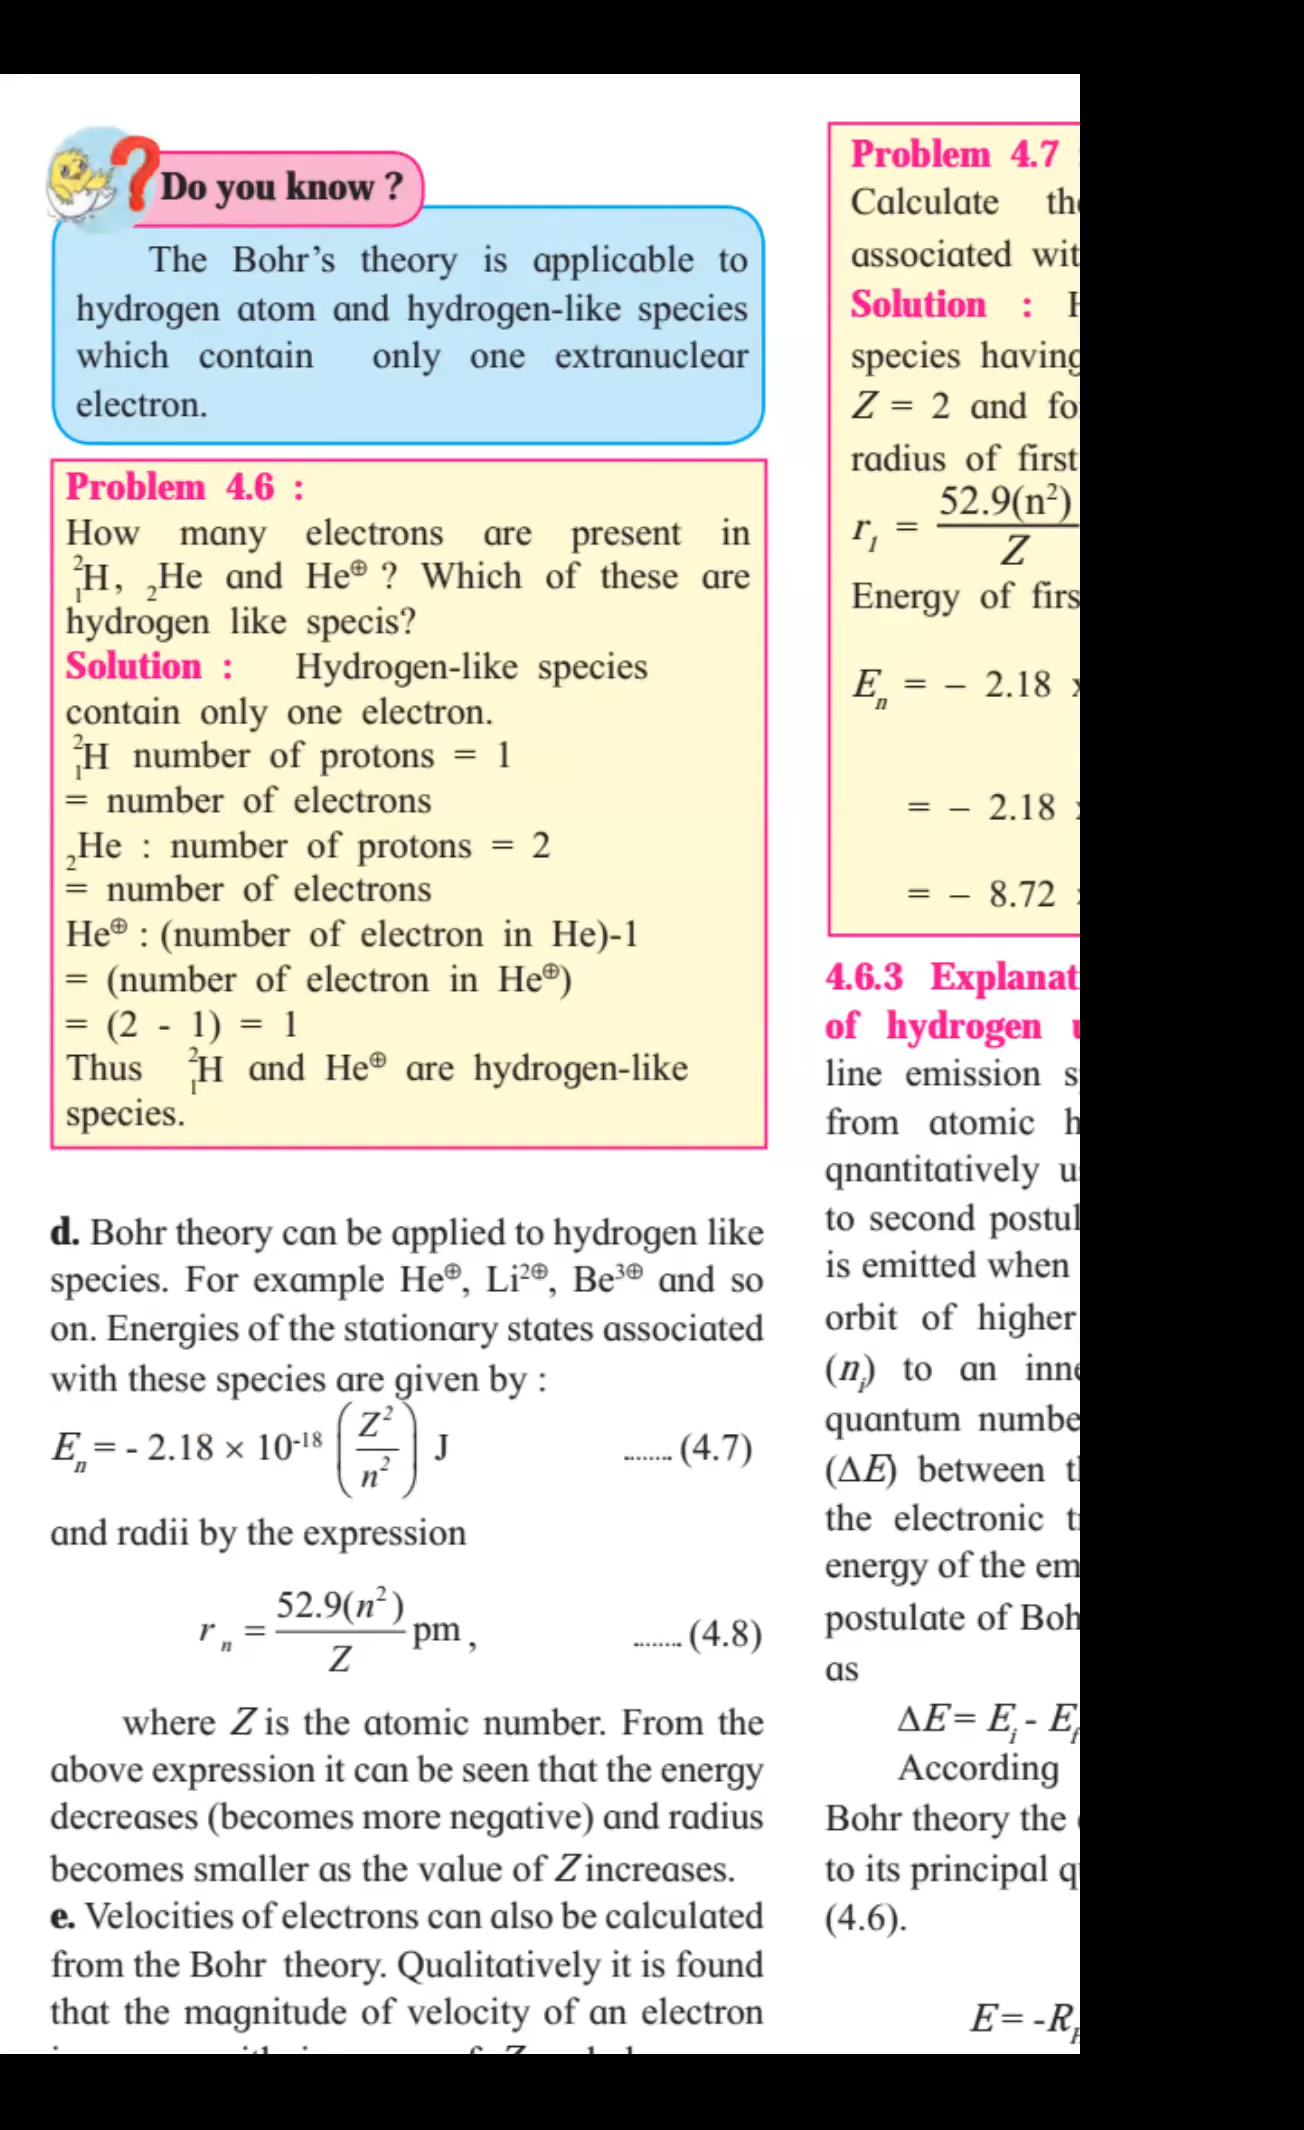 Do you know ?
The Bohr’s theory is applicable to
hydrogen atom and hydrogen-like species
which contain only one extranuclear
electron.
Problem 4.6 :
How many electrons are present in
²₁H, ₂He and He⊕ ? Which of these are
hydrogen like specis?
Solution : Hydrogen-like species
contain only one electron.
²₁H number of protons = 1
= number of electrons
₂He : number of protons = 2
= number of electrons
He⊕ : (number of electron in He)-1
= (number of electron in He⊕)
= (2 - 1) = 1
Thus ²₁H and He⊕ are hydrogen-like
species.
d. Bohr theory can be applied to hydrogen like
species. For example He⊕, Li²⊕, Be³⊕ and so
on. Energies of the stationary states associated
with these species are given by :
Eₙ = - 2.18 × 10⁻¹⁸ (Z²/n²) J ........ (4.7)
and radii by the expression
rₙ = 52.9(n²)/Z pm , ........ (4.8)
where Z is the atomic number. From the
above expression it can be seen that the energy
decreases (becomes more negative) and radius
becomes smaller as the value of Z increases.
e. Velocities of electrons can also be calculated
from the Bohr theory. Qualitatively it is found
that the magnitude of velocity of an electron
Problem 4.7
Calculate
associated
Solution :
species having
Z = 2 and
radius of first
r₁ = 52.9(n²)/Z
Energy of
Eₙ = – 2.18
= – 2.18
= – 8.72
4.6.3
of hydrogen
line emission
from atomic
qnantitatively
to second
is emitted when
orbit of higher
(nᵢ) to an
quantum
(ΔE) between
the electronic
energy of the
postulate of
as
ΔE = Eᵢ - E
According
Bohr theory the
to its principal
(4.6).
E = -R